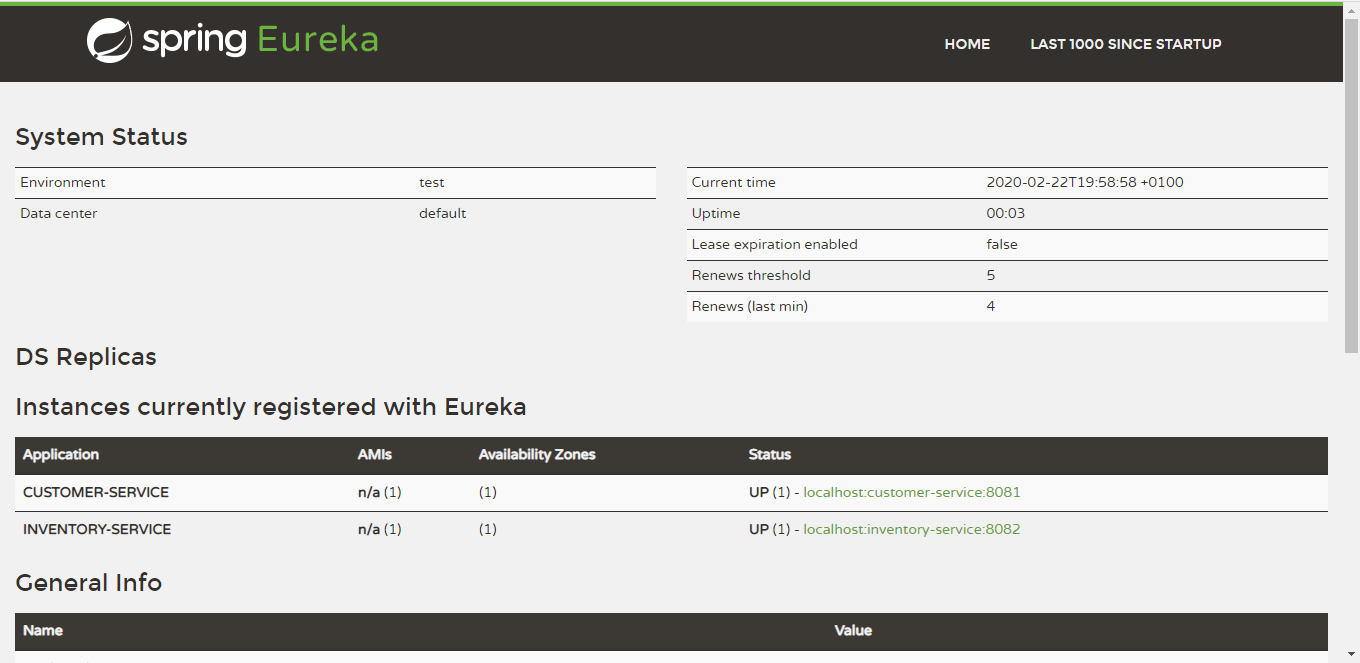 spring Eureka
HOME LAST 1000 SINCE STARTUP
System Status
Environment test
Data center default
Current time 2020-02-22T19:58:58 +0100
Uptime 00:03
Lease expiration enabled false
Renews threshold 5
Renews (last min) 4
DS Replicas
Instances currently registered with Eureka
Application AMIs Availability Zones Status
CUSTOMER-SERVICE n/a (1) (1) UP (1) - localhost:customer-service:8081
INVENTORY-SERVICE n/a (1) (1) UP (1) - localhost:inventory-service:8082
General Info
Name Value